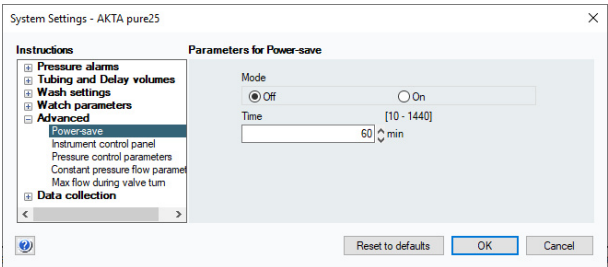 System Settings - AKTA pure25
Instructions
Pressure alarms
Tubing and Delay volumes
Wash settings
Watch parameters
Advanced
Power-save
Instrument control panel
Pressure control parameters
Constant pressure flow paramet
Max flow during valve turn
Data collection
Parameters for Power-save
Mode
Off On
Time [10 - 1440]
60 min
Reset to defaults OK Cancel